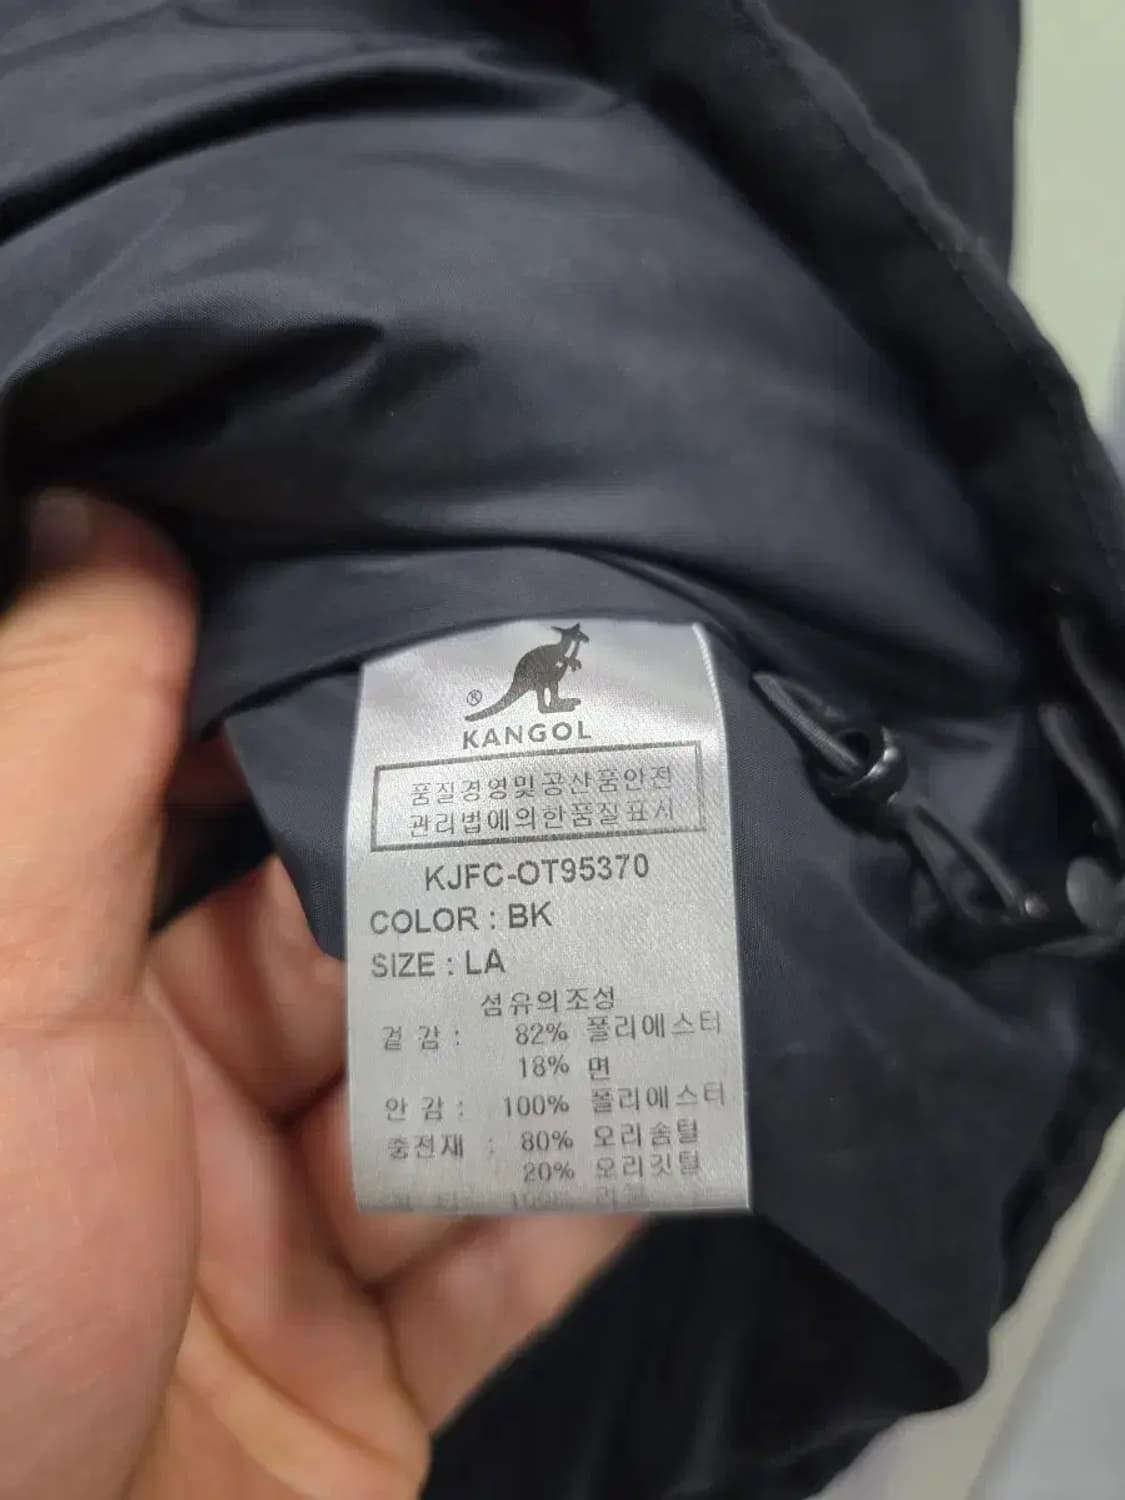 ®
KANGOL
품질경영및공산품안전
관리법에의한품질표시
KJFC-OT95370
COLOR : BK
SIZE : LA
섬유의조성
겉 감 : 82% 폴리에스터
18% 면
안 감 : 100% 폴리에스터
충전재 : 80% 오리솜털
20% 오리깃털